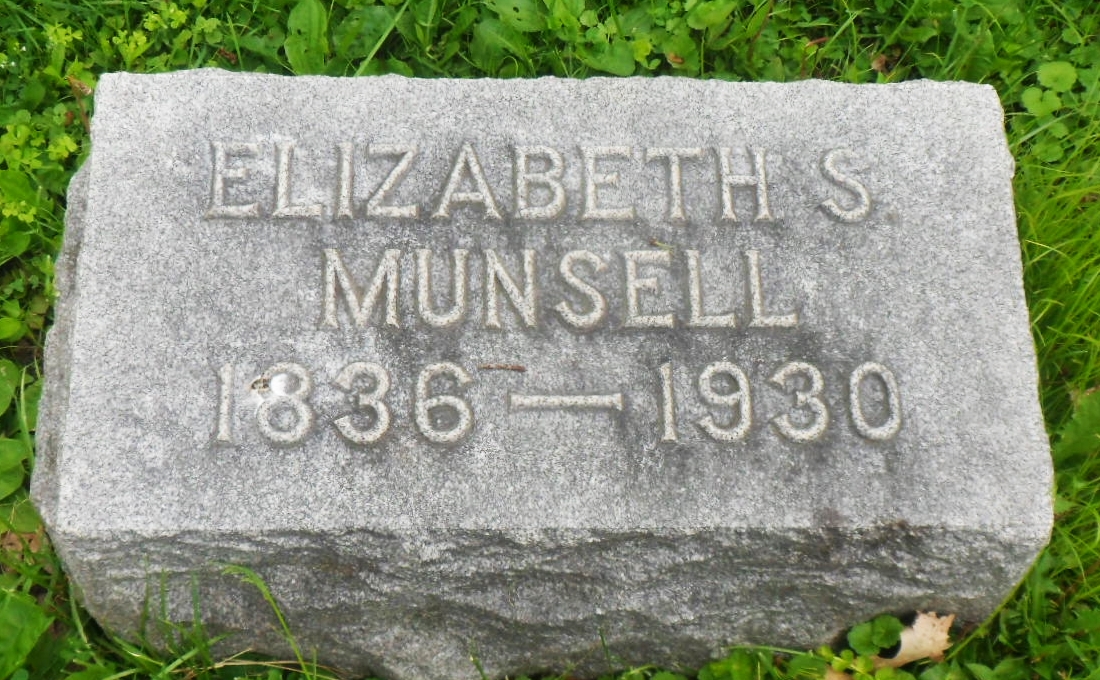 ELIZABETH S.
MUNSELL
1836 — 1930